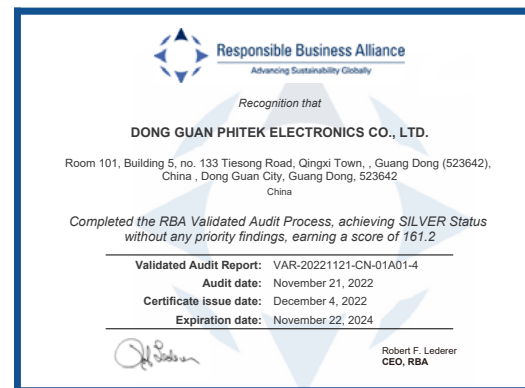 Responsible Business Alliance
Advancing Sustainability Globally
Recognition that
DONG GUAN PHITEK ELECTRONICS CO., LTD.
Room 101, Building 5, no. 133 Tiesong Road, Qingxi Town, , Guang Dong (523642),
China , Dong Guan City, Guang Dong, 523642
China
Completed the RBA Validated Audit Process, achieving SILVER Status
without any priority findings, earning a score of 161.2
Validated Audit Report: VAR-20221121-CN-01A01-4
Audit date: November 21, 2022
Certificate issue date: December 4, 2022
Expiration date: November 22, 2024
Robert F. Lederer
CEO, RBA